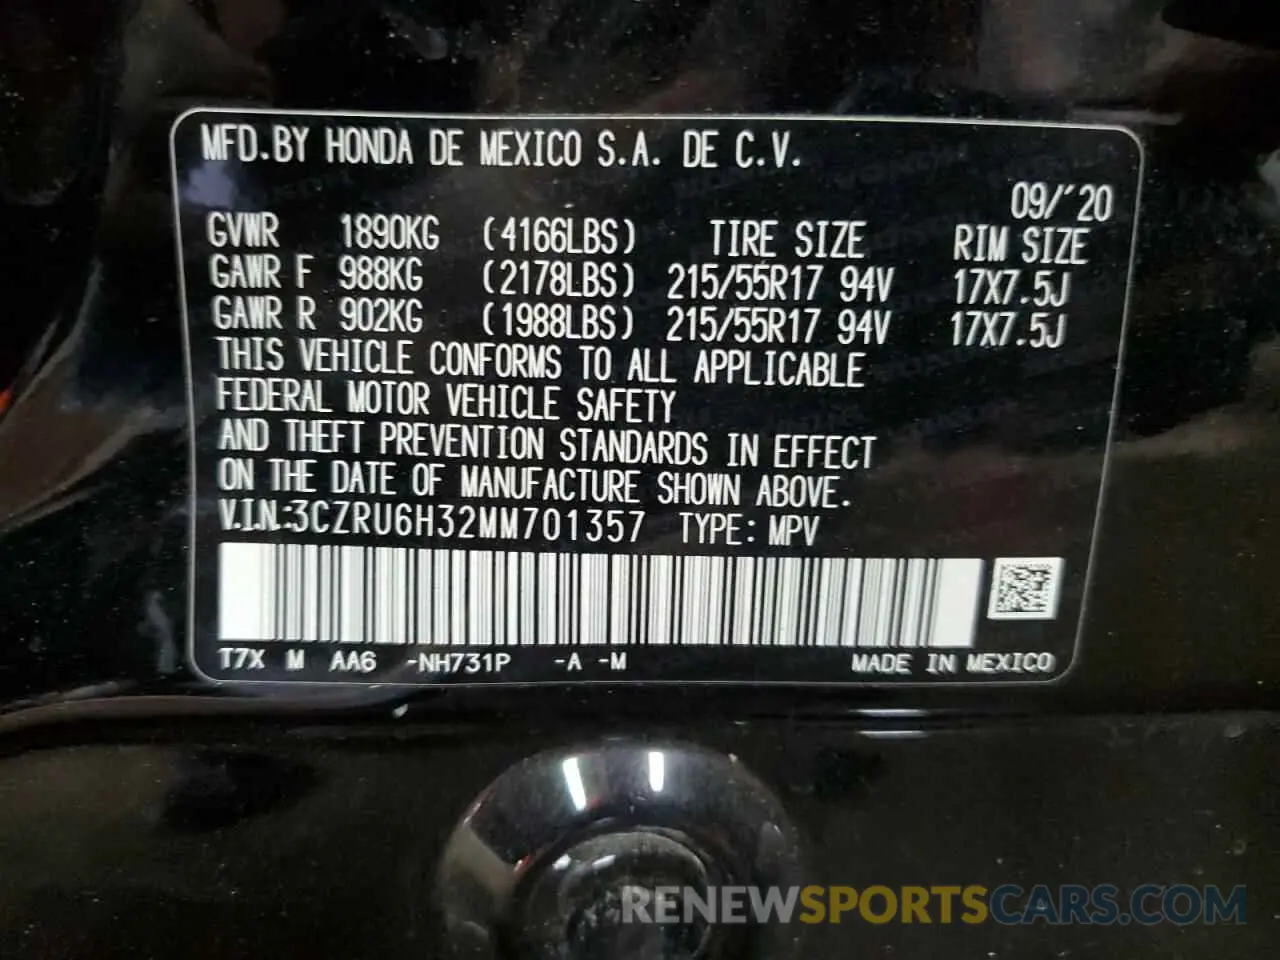 MFD.BY HONDA DE MEXICO S.A. DE C.V.
09/'20
GVWR 1890KG (4166LBS) TIRE SIZE RIM SIZE
GAWR F 988KG (2178LBS) 215/55R17 94V 17X7.5J
GAWR R 902KG (1988LBS) 215/55R17 94V 17X7.5J
THIS VEHICLE CONFORMS TO ALL APPLICABLE
FEDERAL MOTOR VEHICLE SAFETY
AND THEFT PREVENTION STANDARDS IN EFFECT
ON THE DATE OF MANUFACTURE SHOWN ABOVE.
V.I.N.:3CZRU6H32MM701357 TYPE: MPV
T7X M AA6 -NH731P -A -M MADE IN MEXICO
RENEWSPORTSCARS.COM